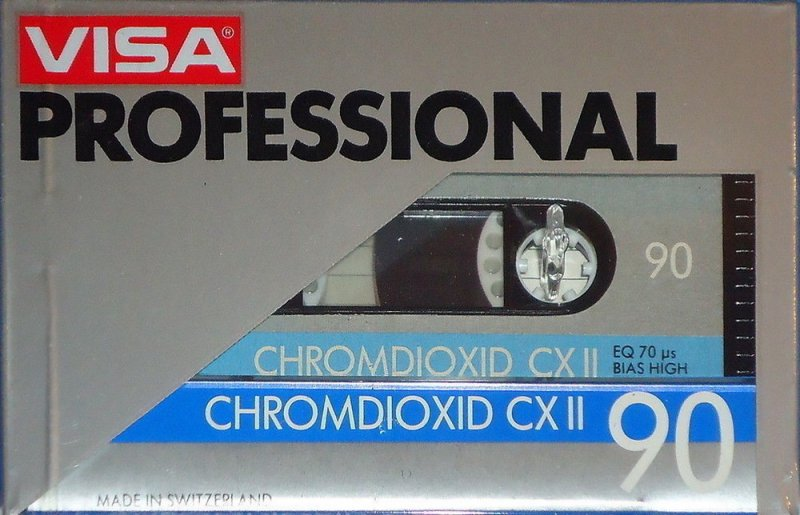 VISA®
PROFESSIONAL
90
CHROMDIOXID CX II EQ 70 µs
BIAS HIGH
CHROMDIOXID CX II 90
MADE IN SWITZERLAND